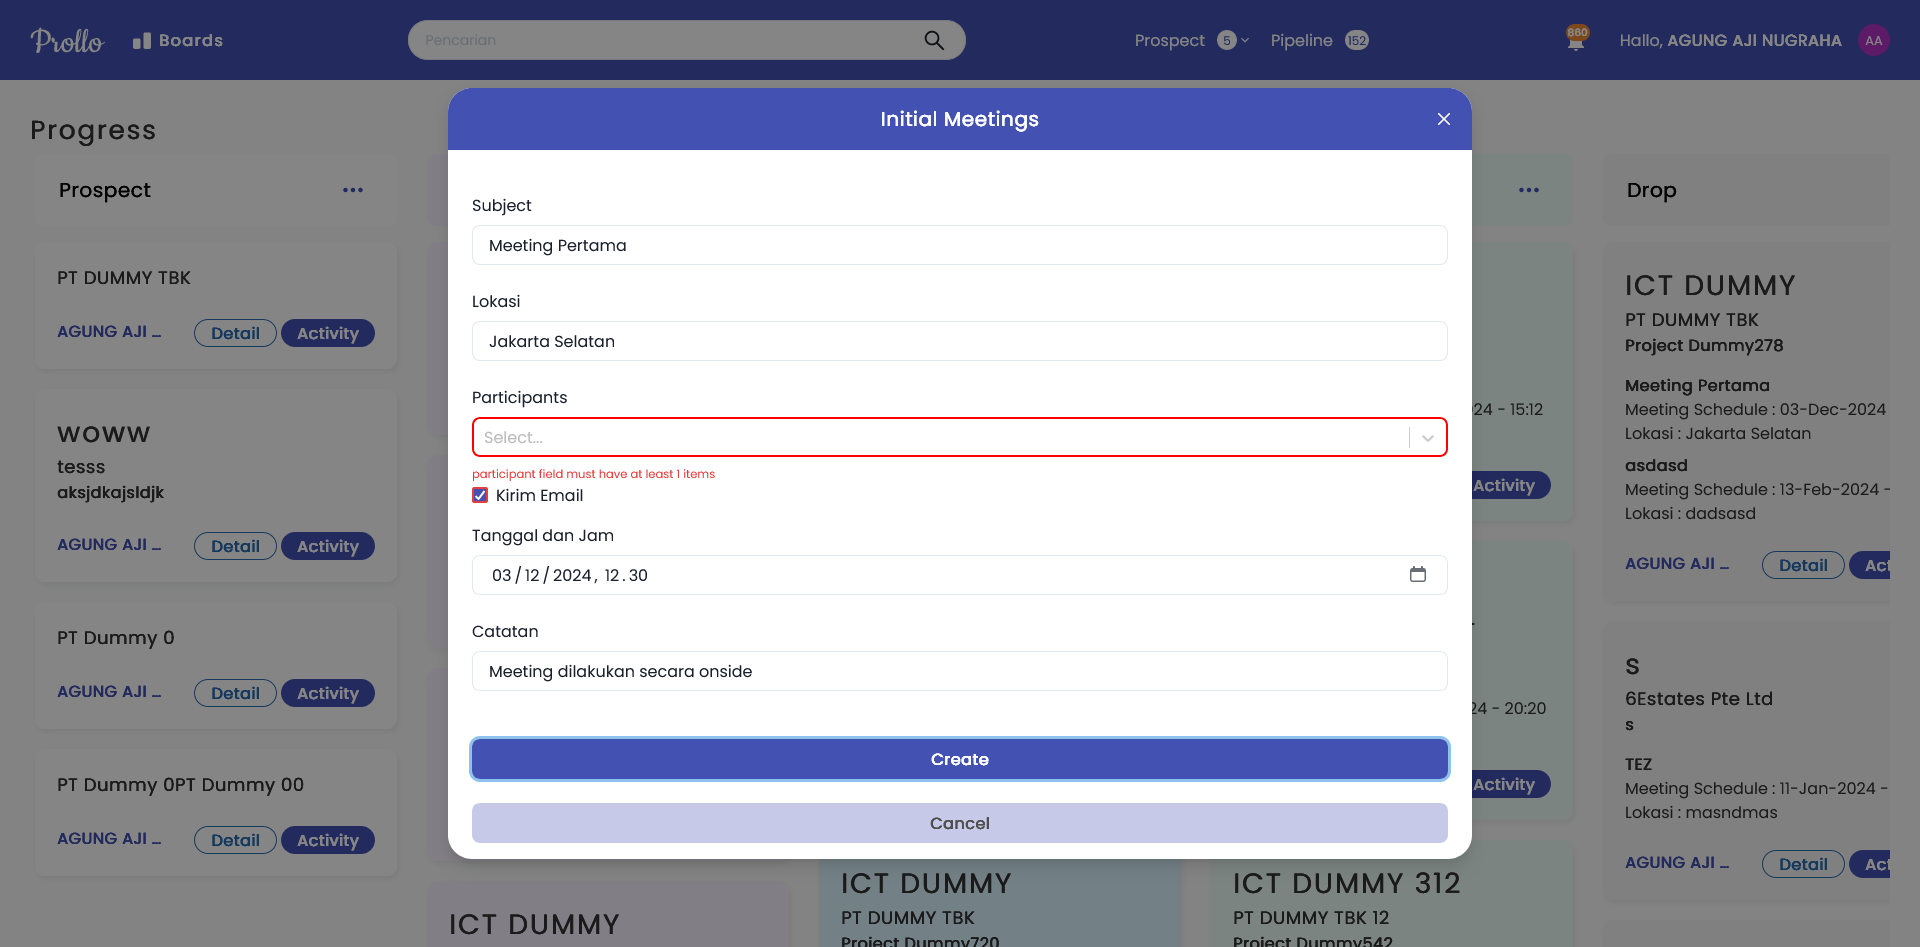 Prollo
Boards
Pencarian
Prospect 5
Pipeline 152
860
Hallo, AGUNG AJI NUGRAHA
AA
Progress
Prospect
PT DUMMY TBK
AGUNG AJI ...
Detail
Activity
WOWW
tesss
aksjdkajsldjk
AGUNG AJI ...
Detail
Activity
PT Dummy 0
AGUNG AJI ...
Detail
Activity
PT Dummy 0PT Dummy 00
AGUNG AJI ...
Detail
Activity
Initial Meetings
Subject
Meeting Pertama
Lokasi
Jakarta Selatan
Participants
Select...
participant field must have at least 1 items
Kirim Email
Tanggal dan Jam
03/12/2024, 12.30
Catatan
Meeting dilakukan secara onside
Create
Cancel
ICT DUMMY
ICT DUMMY
PT DUMMY TBK
Project Dummy720
24 - 15:12
Activity
24 - 20:20
Activity
ICT DUMMY 312
PT DUMMY TBK 12
Project Dummy542
Drop
ICT DUMMY
PT DUMMY TBK
Project Dummy278
Meeting Pertama
Meeting Schedule : 03-Dec-2024
Lokasi : Jakarta Selatan
asdasd
Meeting Schedule : 13-Feb-2024 -
Lokasi : dadsasd
AGUNG AJI ...
Detail
Acti
S
6Estates Pte Ltd
s
TEZ
Meeting Schedule : 11-Jan-2024 -
Lokasi : masndmas
AGUNG AJI ...
Detail
Acti